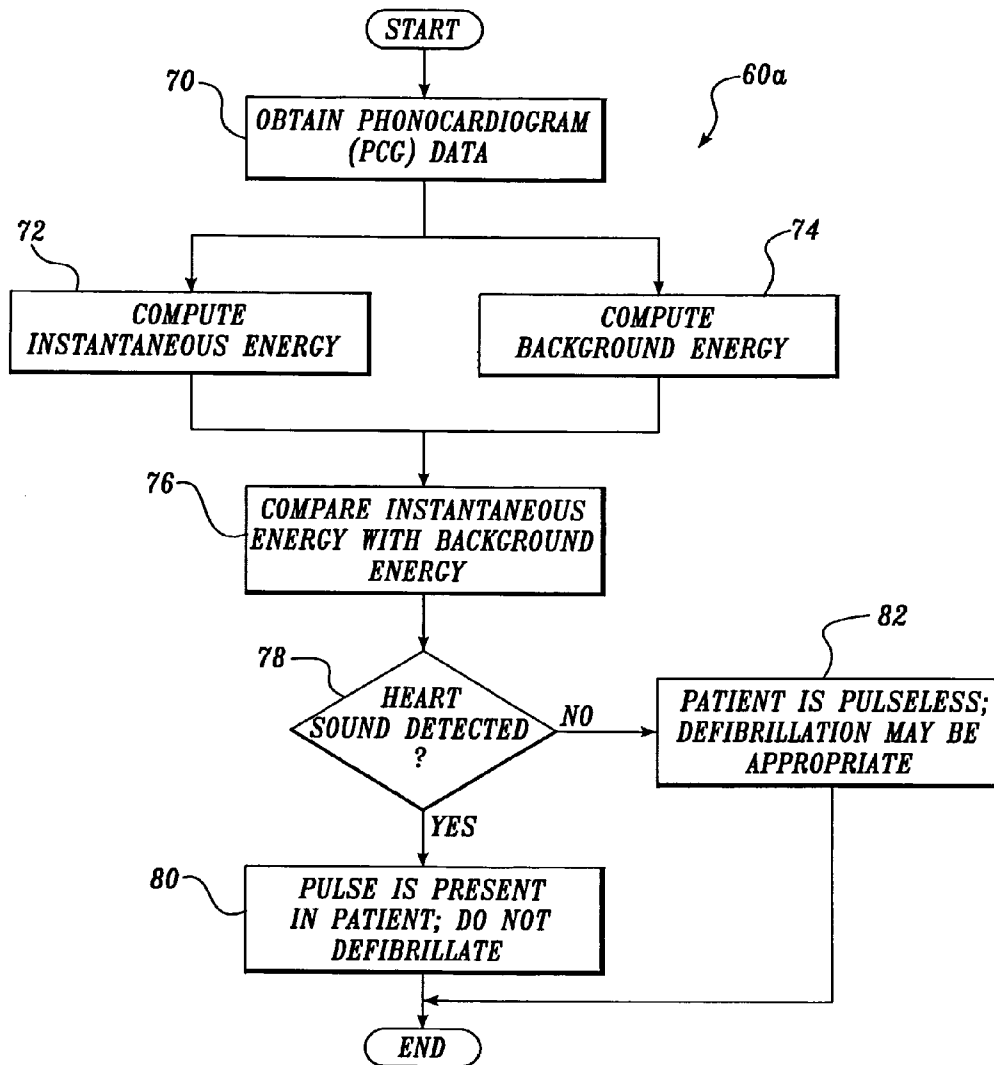 START
60a
70
OBTAIN PHONOCARDIOGRAM
(PCG) DATA
72
74
COMPUTE
INSTANTANEOUS ENERGY
COMPUTE
BACKGROUND ENERGY
76
COMPARE INSTANTANEOUS
ENERGY WITH BACKGROUND
ENERGY
78
HEART
SOUND DETECTED
?
NO
82
PATIENT IS PULSELESS;
DEFIBRILLATION MAY BE
APPROPRIATE
YES
80
PULSE IS PRESENT
IN PATIENT; DO NOT
DEFIBRILLATE
END